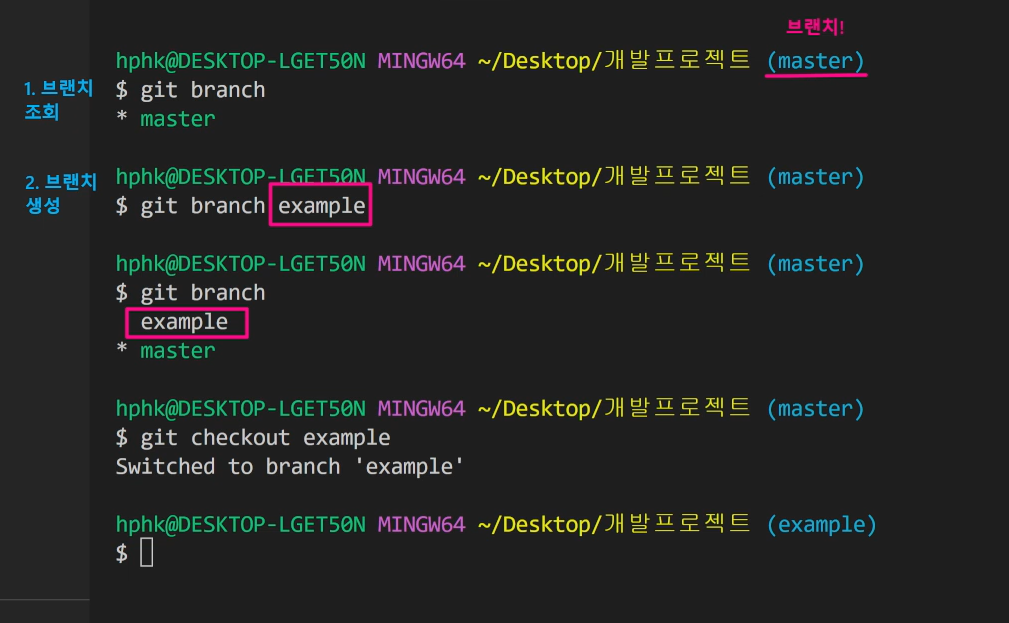 브랜치!
hphk@DESKTOP-LGET50N MINGW64 ~/Desktop/개발프로젝트 (master)
1. 브랜치
조회
$ git branch
* master
hphk@DESKTOP-LGET50N MINGW64 ~/Desktop/개발프로젝트 (master)
2. 브랜치
생성
$ git branch example
hphk@DESKTOP-LGET50N MINGW64 ~/Desktop/개발프로젝트 (master)
$ git branch
example
* master
hphk@DESKTOP-LGET50N MINGW64 ~/Desktop/개발프로젝트 (master)
$ git checkout example
Switched to branch 'example'
hphk@DESKTOP-LGET50N MINGW64 ~/Desktop/개발프로젝트 (example)
$